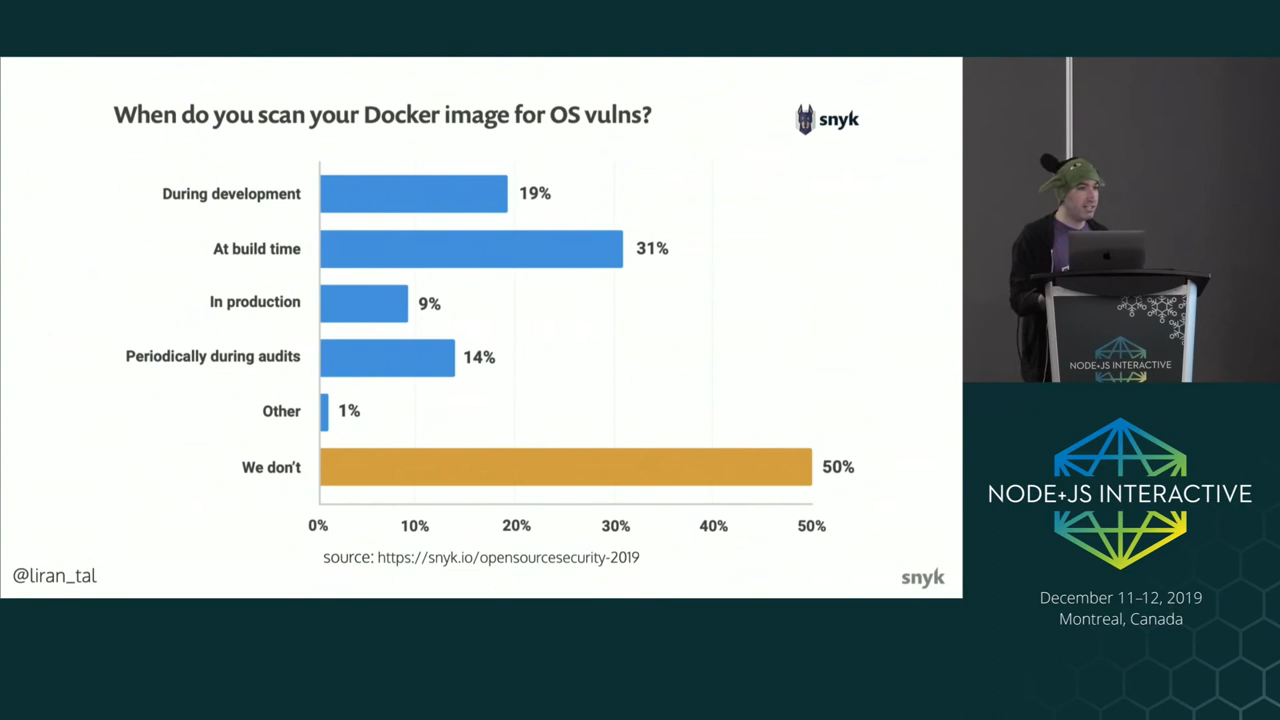 When do you scan your Docker image for OS vulns?
snyk
During development
19%
At build time
31%
In production
9%
Periodically during audits
14%
Other
1%
We don't
50%
0% 10% 20% 30% 40% 50%
source: https://snyk.io/opensourcesecurity-2019
@liran_tal
snyk
NODE+JS INTERACTIVE
NODE+JS INTERACTIVE
December 11–12, 2019
Montreal, Canada